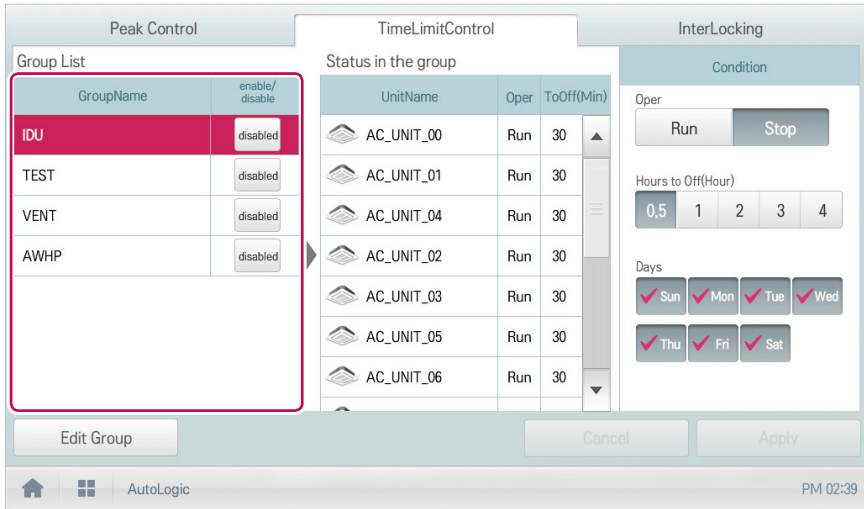 Peak Control
TimeLimitControl
InterLocking
Group List
GroupName
enable/
disable
IDU disabled
TEST disabled
VENT disabled
AWHP disabled
Status in the group
UnitName Oper ToOff(Min)
AC_UNIT_00 Run 30
AC_UNIT_01 Run 30
AC_UNIT_04 Run 30
AC_UNIT_02 Run 30
AC_UNIT_03 Run 30
AC_UNIT_05 Run 30
AC_UNIT_06 Run 30
Condition
Oper
Run Stop
Hours to Off(Hour)
0.5 1 2 3 4
Days
Sun Mon Tue Wed
Thu Fri Sat
Edit Group
Cancel Apply
AutoLogic
PM 02:39